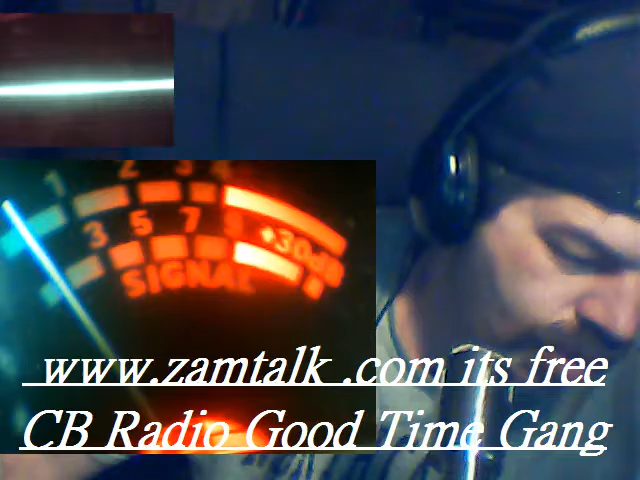 1 2 3 4
3 5 7 9 +30dB
SIGNAL
www.zamtalk .com its free
CB Radio Good Time Gang